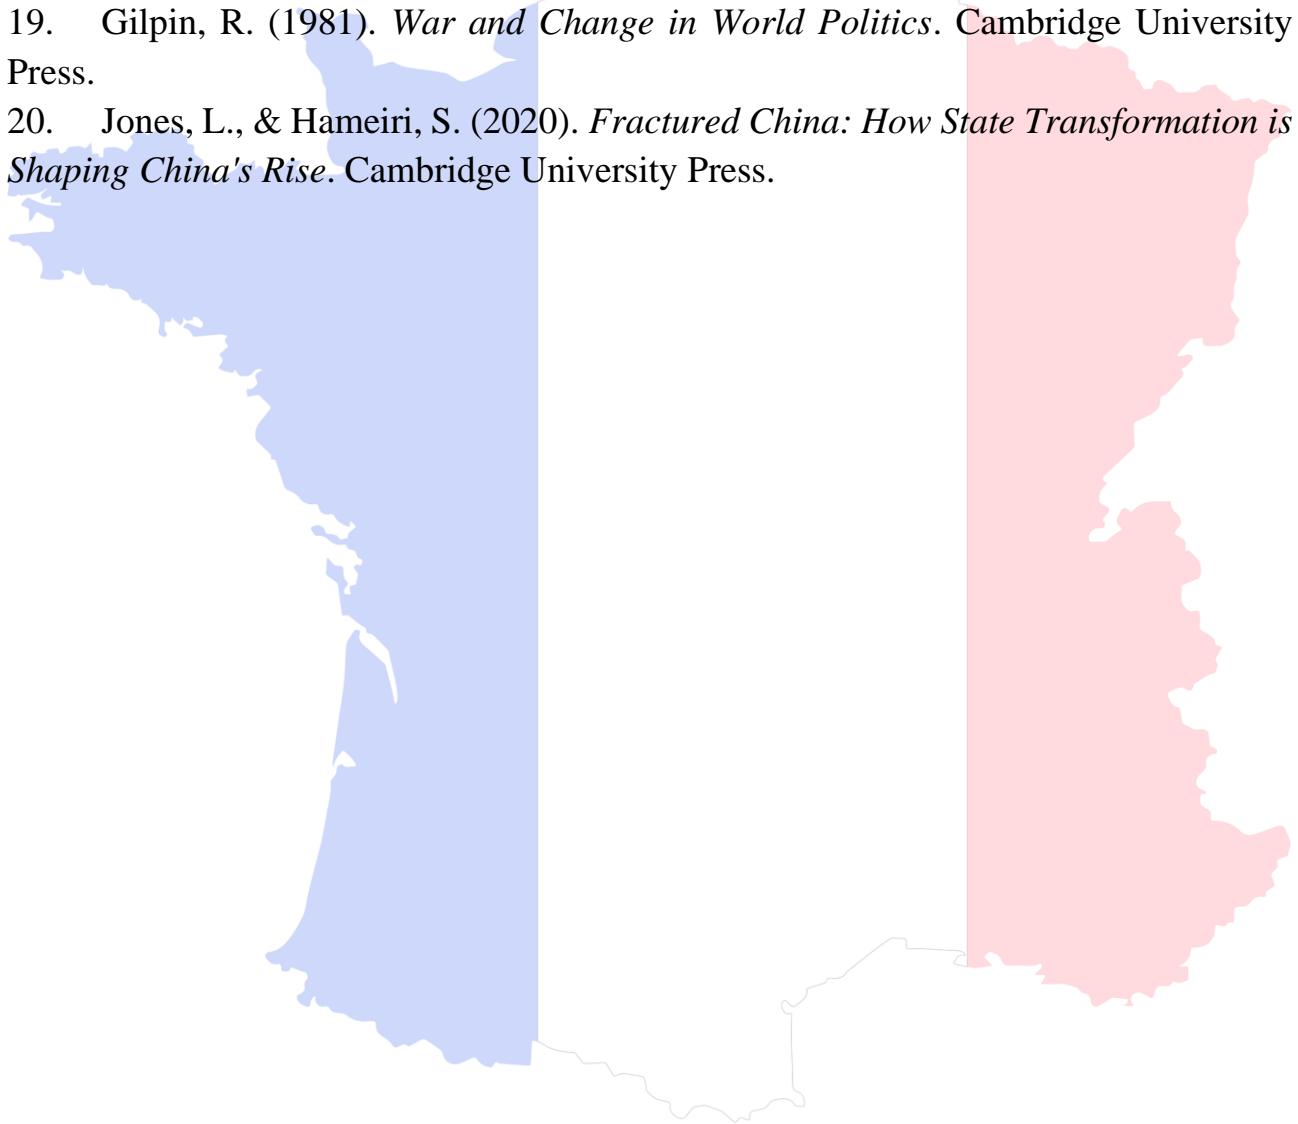 19. Gilpin, R. (1981). War and Change in World Politics. Cambridge University
Press.
20. Jones, L., & Hameiri, S. (2020). Fractured China: How State Transformation is
Shaping China's Rise. Cambridge University Press.